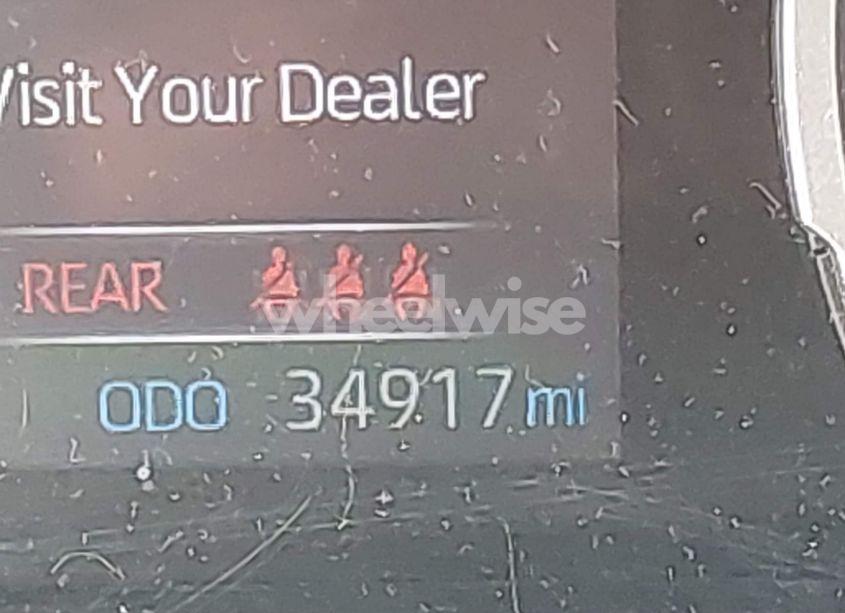 Visit Your Dealer
REAR
wheelwise
ODO 34917 mi